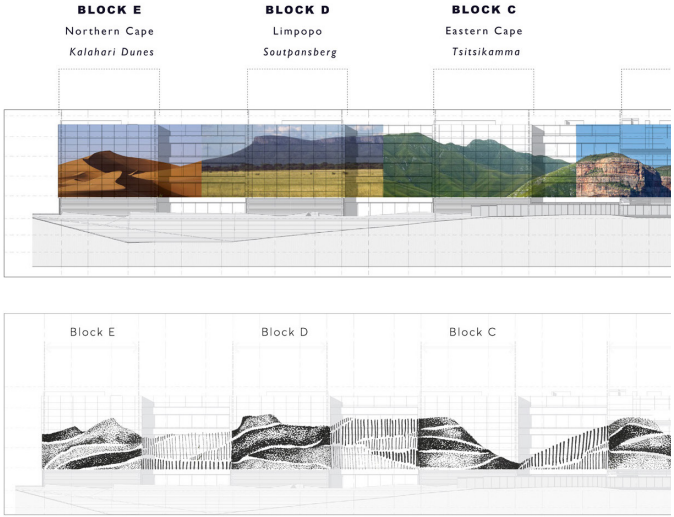 BLOCK E
Northern Cape
Kalahari Dunes
BLOCK D
Limpopo
Soutpansberg
BLOCK C
Eastern Cape
Tsitsikamma
Block E
Block D
Block C